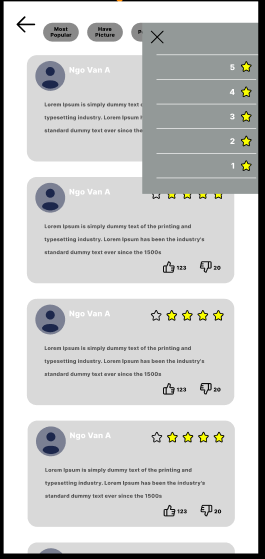 Most
Popular
Have
Picture
P
5
4
3
2
1
Ngo Van A
Lorem Ipsum is simply dummy text o
typesetting industry. Lorem Ipsum h
standard dummy text ever since the
Ngo Van A
Lorem Ipsum is simply dummy text of the printing and
typesetting industry. Lorem Ipsum has been the industry's
standard dummy text ever since the 1500s
123
20
Ngo Van A
Lorem Ipsum is simply dummy text of the printing and
typesetting industry. Lorem Ipsum has been the industry's
standard dummy text ever since the 1500s
123
20
Ngo Van A
Lorem Ipsum is simply dummy text of the printing and
typesetting industry. Lorem Ipsum has been the industry's
standard dummy text ever since the 1500s
123
20